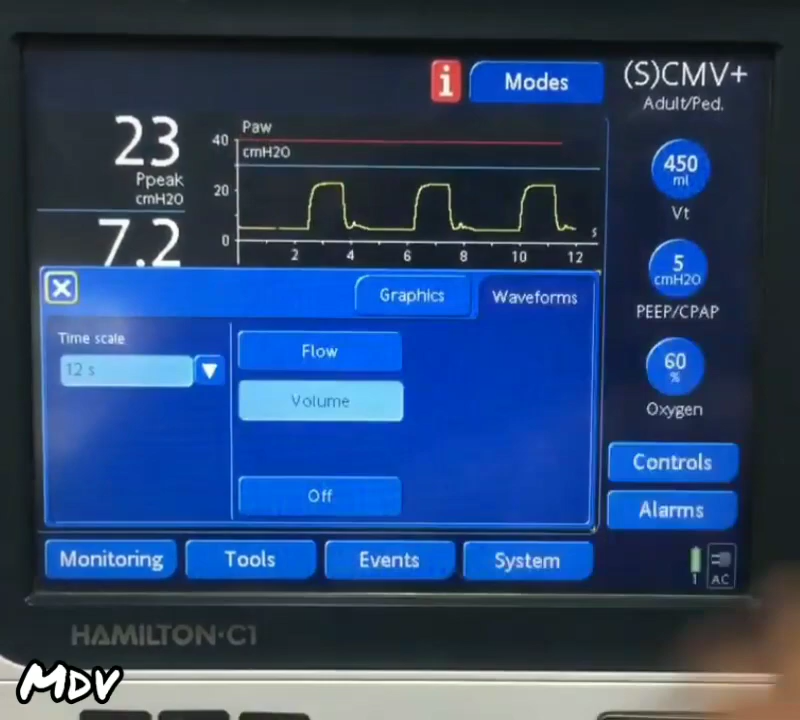 i
Modes
(S)CMV+
Adult/Ped.
23
Ppeak
cmH2O
7.2
Paw
cmH2O
40
20
0
2 4 6 8 10 12
s
450
ml
Vt
5
cmH2O
PEEP/CPAP
60
%
Oxygen
X
Graphics
Waveforms
Time scale
12 s
Flow
Volume
Off
Controls
Alarms
Monitoring
Tools
Events
System
1
AC
HAMILTON·C1
MDV